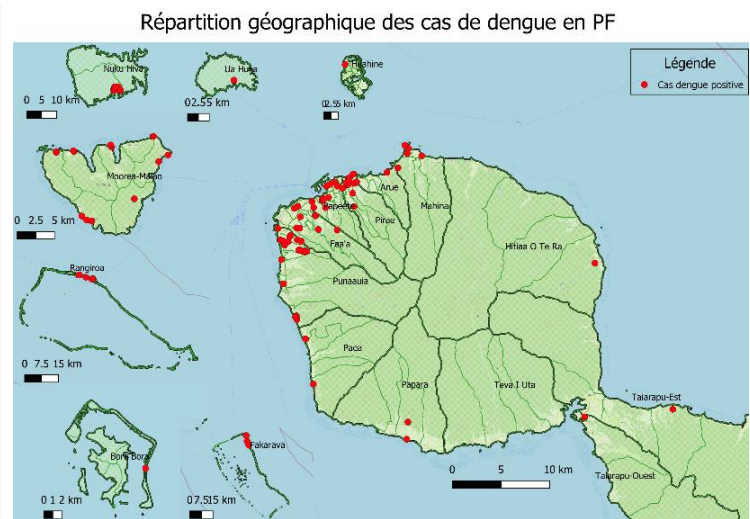 Répartition géographique des cas de dengue en PF
Nuku Hiva
0 5 10 km
Ua Huka
02.55 km
Huahine
02.55 km
Légende
Cas dengue positive
Moorea-Maiao
0 2.5 5 km
Rangiroa
0 7.5 15 km
Bora Bora
0 1 2 km
Fakarava
07,515 km
Papeete
Arue
Pirae
Mahina
Faa'a
Hitiaa O Te Ra
Punaauia
Paea
Papara
Teva I Uta
Taiarapu-Est
Taiarapu-Ouest
0 5 10 km